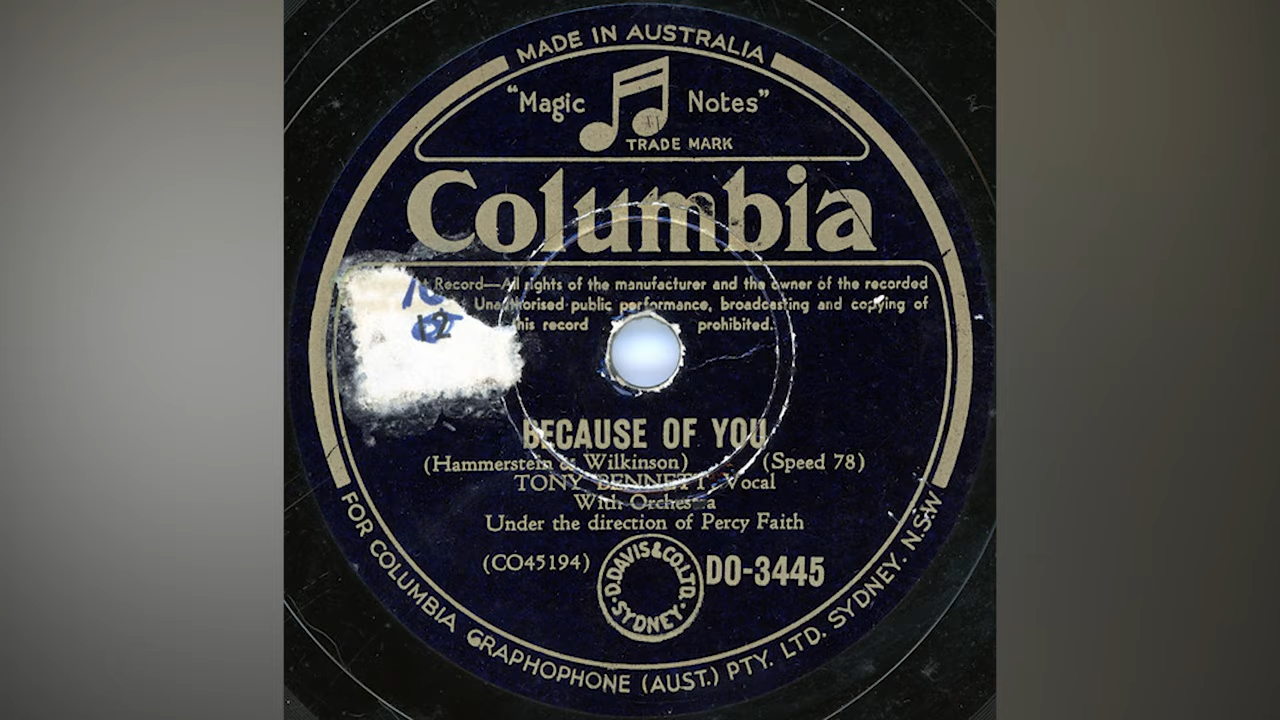 MADE IN AUSTRALIA
"Magic Notes"
TRADE MARK
Columbia
Record—All rights of the manufacturer and the owner of the recorded
Unauthorised public performance, broadcasting and copying of
this record prohibited.
12
BECAUSE OF YOU
(Hammerstein & Wilkinson) (Speed 78)
TONY BENNETT, Vocal
With Orchestra
Under the direction of Percy Faith
(CO45194) DO-3445
D. DAVIS & CO. LTD. SYDNEY.
FOR COLUMBIA GRAPHOPHONE (AUST.) PTY. LTD. SYDNEY. N.S.W